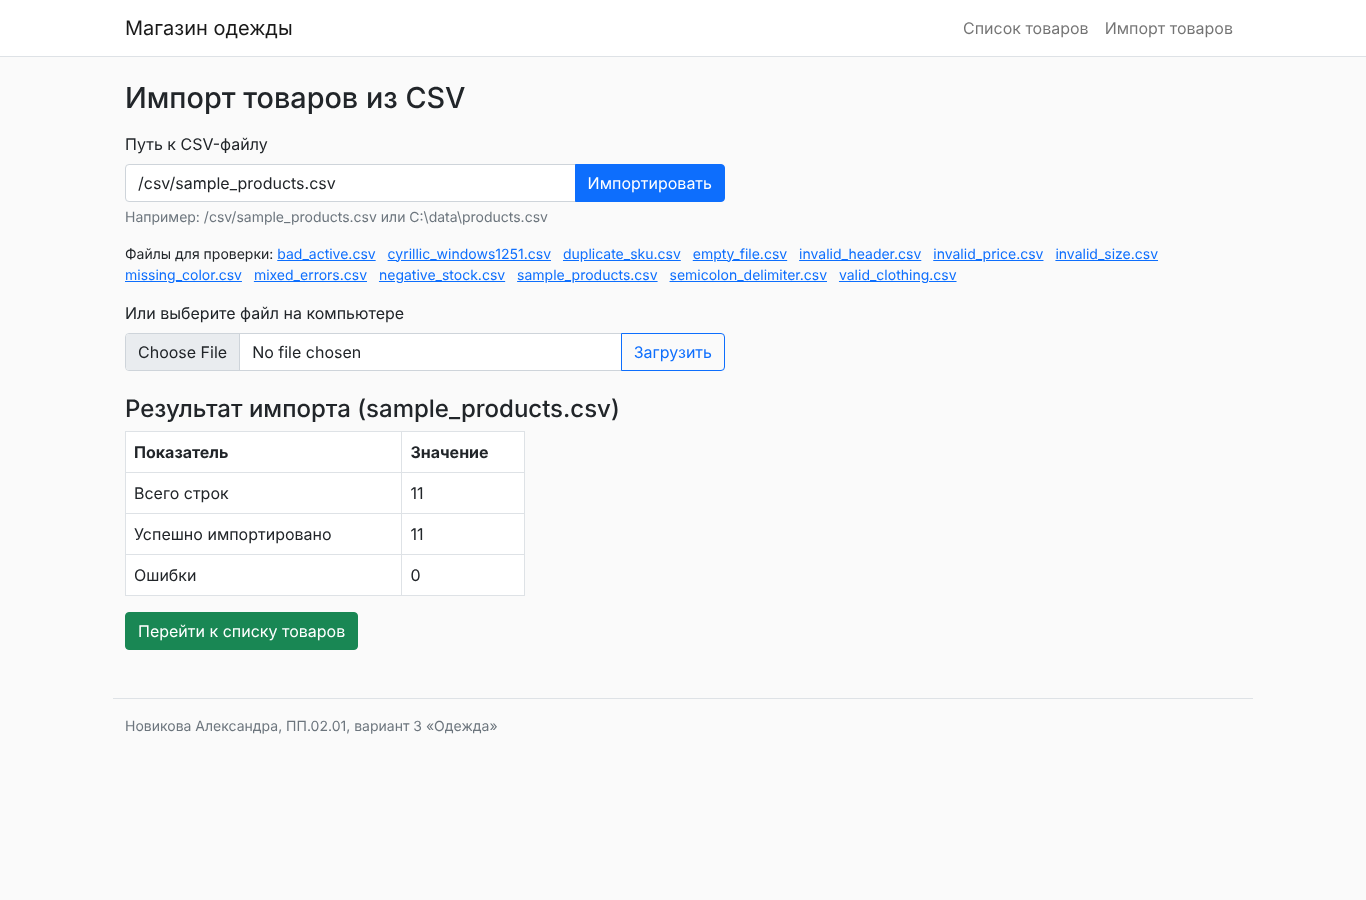 Магазин одежды
Список товаров
Импорт товаров
Импорт товаров из CSV
Путь к CSV-файлу
/csv/sample_products.csv
Импортировать
Например: /csv/sample_products.csv или C:\data\products.csv
Файлы для проверки: bad_active.csv cyrillic_windows1251.csv duplicate_sku.csv empty_file.csv invalid_header.csv invalid_price.csv invalid_size.csv
missing_color.csv mixed_errors.csv negative_stock.csv sample_products.csv semicolon_delimiter.csv valid_clothing.csv
Или выберите файл на компьютере
Choose File No file chosen
Загрузить
Результат импорта (sample_products.csv)
Показатель Значение
Всего строк 11
Успешно импортировано 11
Ошибки 0
Перейти к списку товаров
Новикова Александра, ПП.02.01, вариант 3 «Одежда»